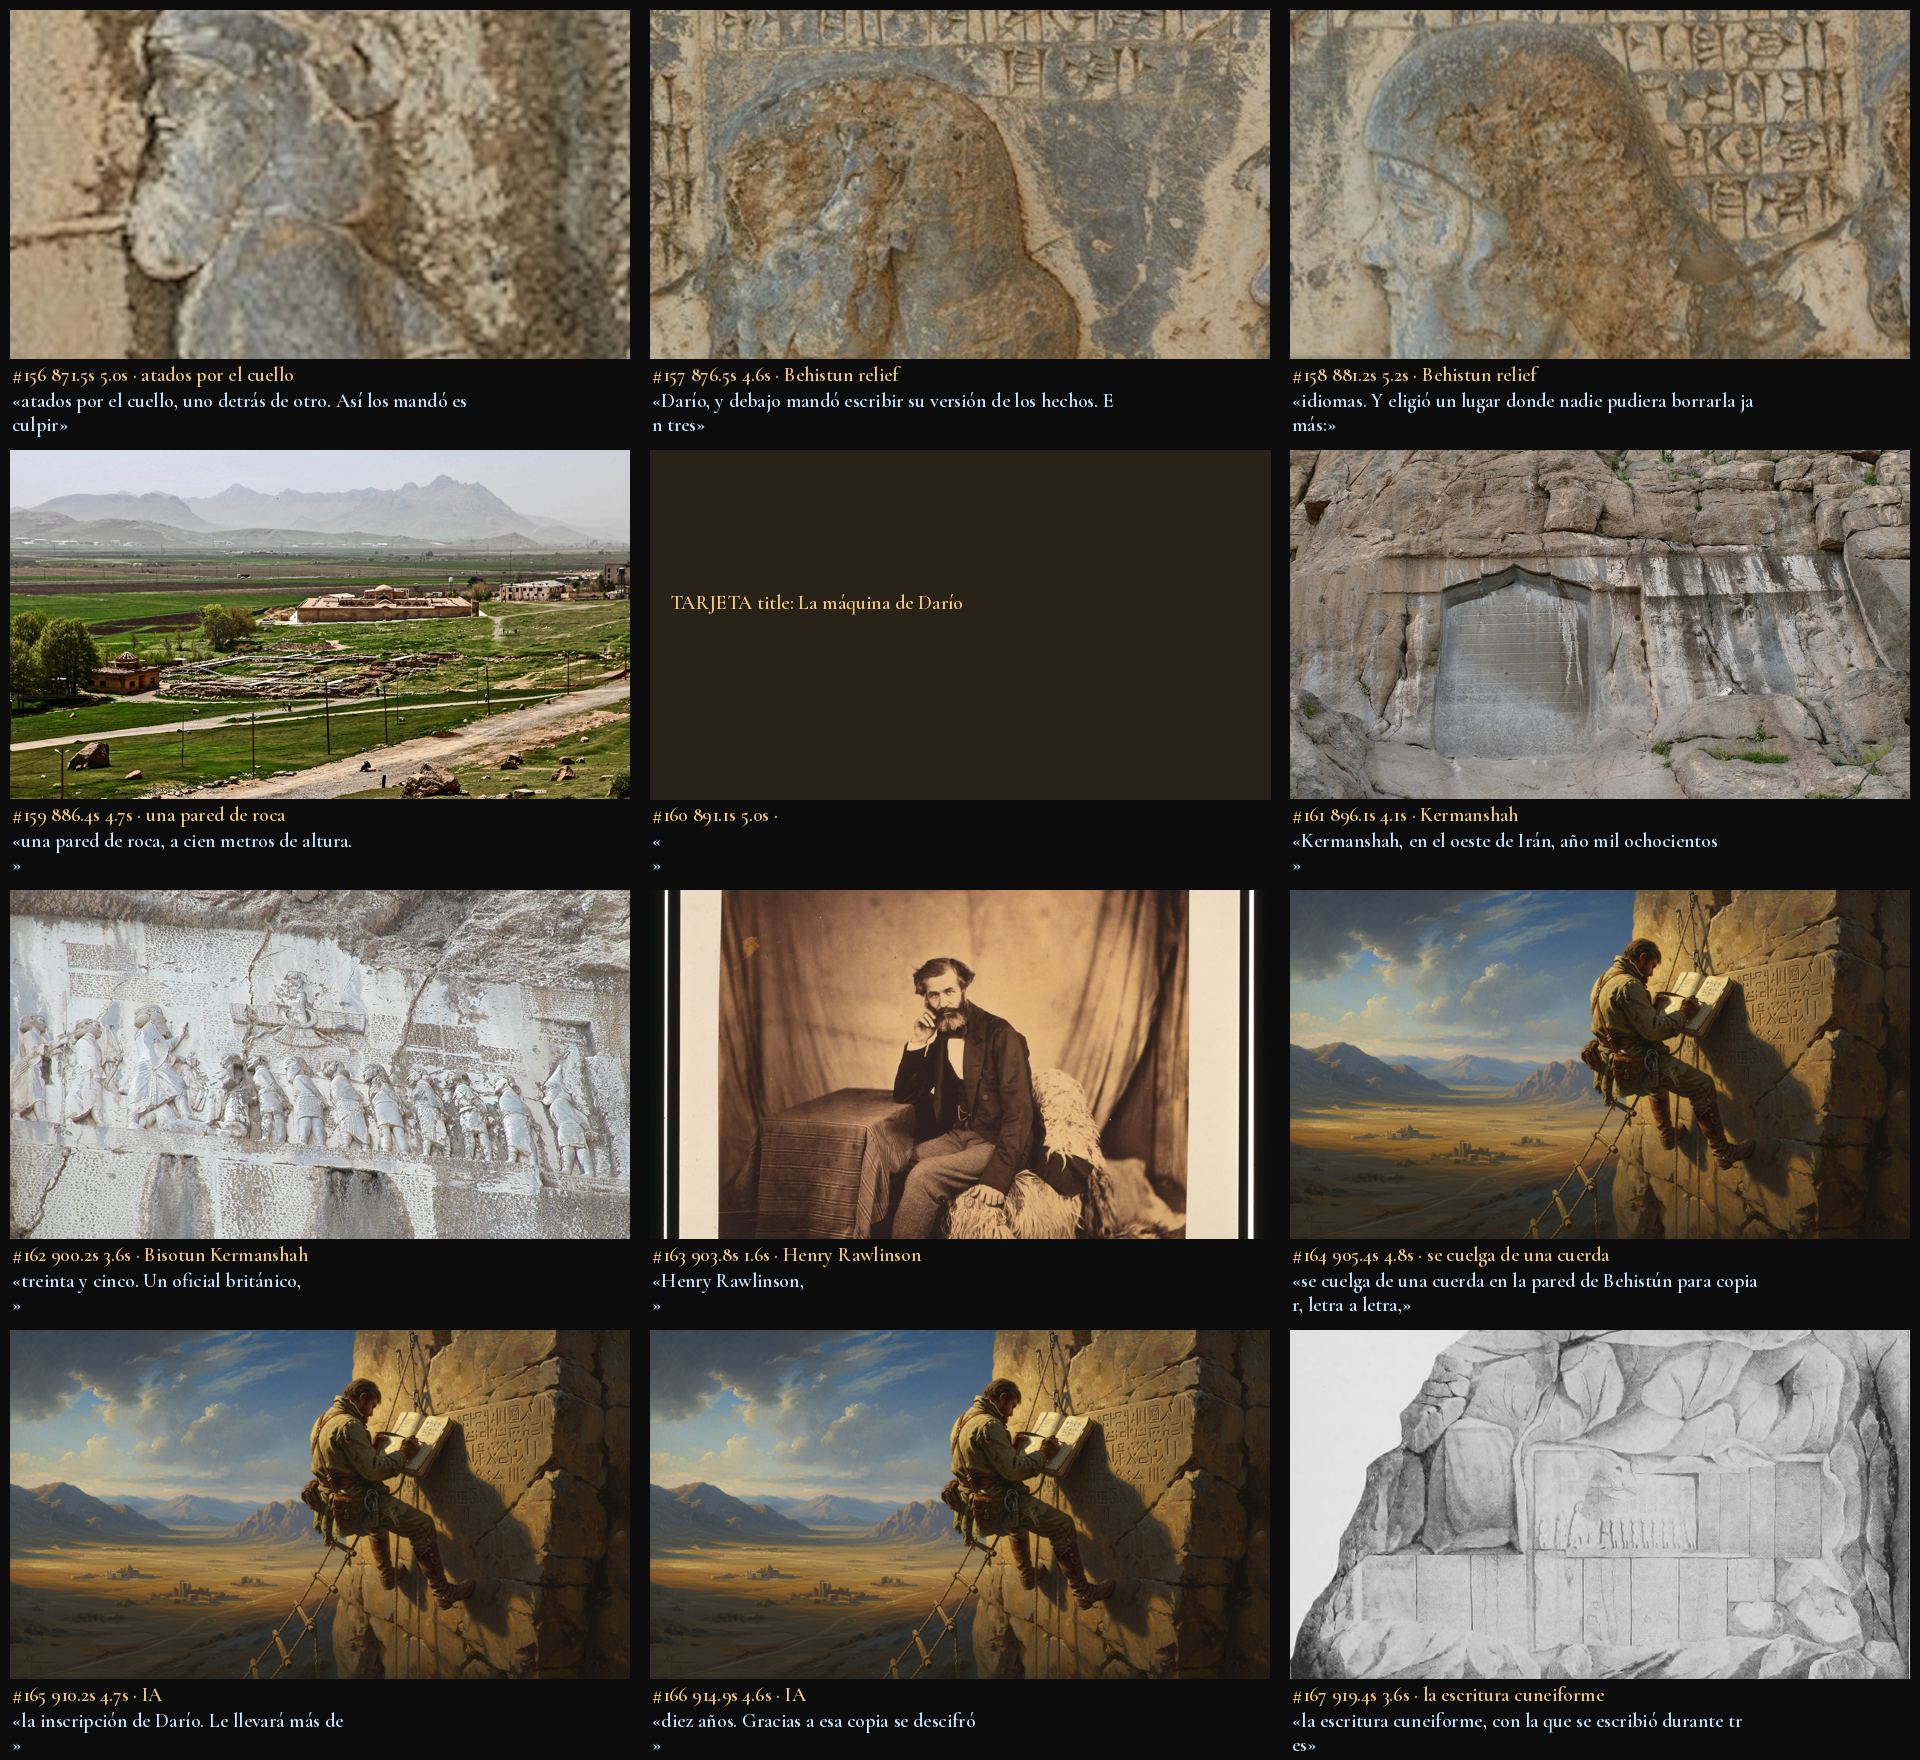 #156 871.5s 5.0s · atados por el cuello
«atados por el cuello, uno detrás de otro. Así los mandó es
culpir»
#157 876.5s 4.6s · Behistun relief
«Darío, y debajo mandó escribir su versión de los hechos. E
n tres»
#158 881.2s 5.2s · Behistun relief
«idiomas. Y eligió un lugar donde nadie pudiera borrarla ja
más:»
#159 886.4s 4.7s · una pared de roca
«una pared de roca, a cien metros de altura.
»
TARJETA title: La máquina de Darío
#160 891.1s 5.0s ·
«
»
#161 896.1s 4.1s · Kermanshah
«Kermanshah, en el oeste de Irán, año mil ochocientos
»
#162 900.2s 3.6s · Bisotun Kermanshah
«treinta y cinco. Un oficial británico,
»
#163 903.8s 1.6s · Henry Rawlinson
«Henry Rawlinson,
»
#164 905.4s 4.8s · se cuelga de una cuerda
«se cuelga de una cuerda en la pared de Behistún para copia
r, letra a letra,»
#165 910.2s 4.7s · IA
«la inscripción de Darío. Le llevará más de
»
#166 914.9s 4.6s · IA
«diez años. Gracias a esa copia se descifró
»
#167 919.4s 3.6s · la escritura cuneiforme
«la escritura cuneiforme, con la que se escribió durante tr
es»